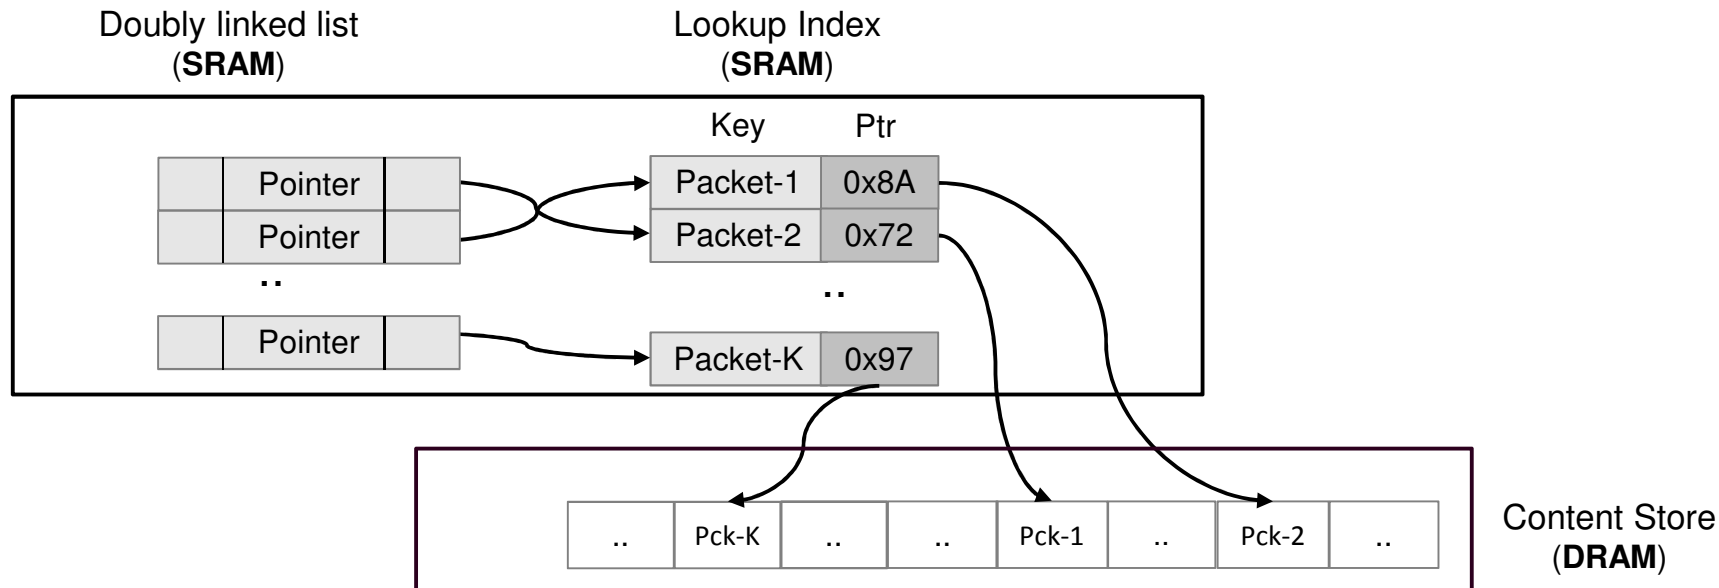 Doubly linked list
(SRAM)
Lookup Index
(SRAM)
Key Ptr
Pointer
Pointer
..
Pointer
Packet-1 0x8A
Packet-2 0x72
..
Packet-K 0x97
.. Pck-K .. .. Pck-1 .. Pck-2 ..
Content Store
(DRAM)